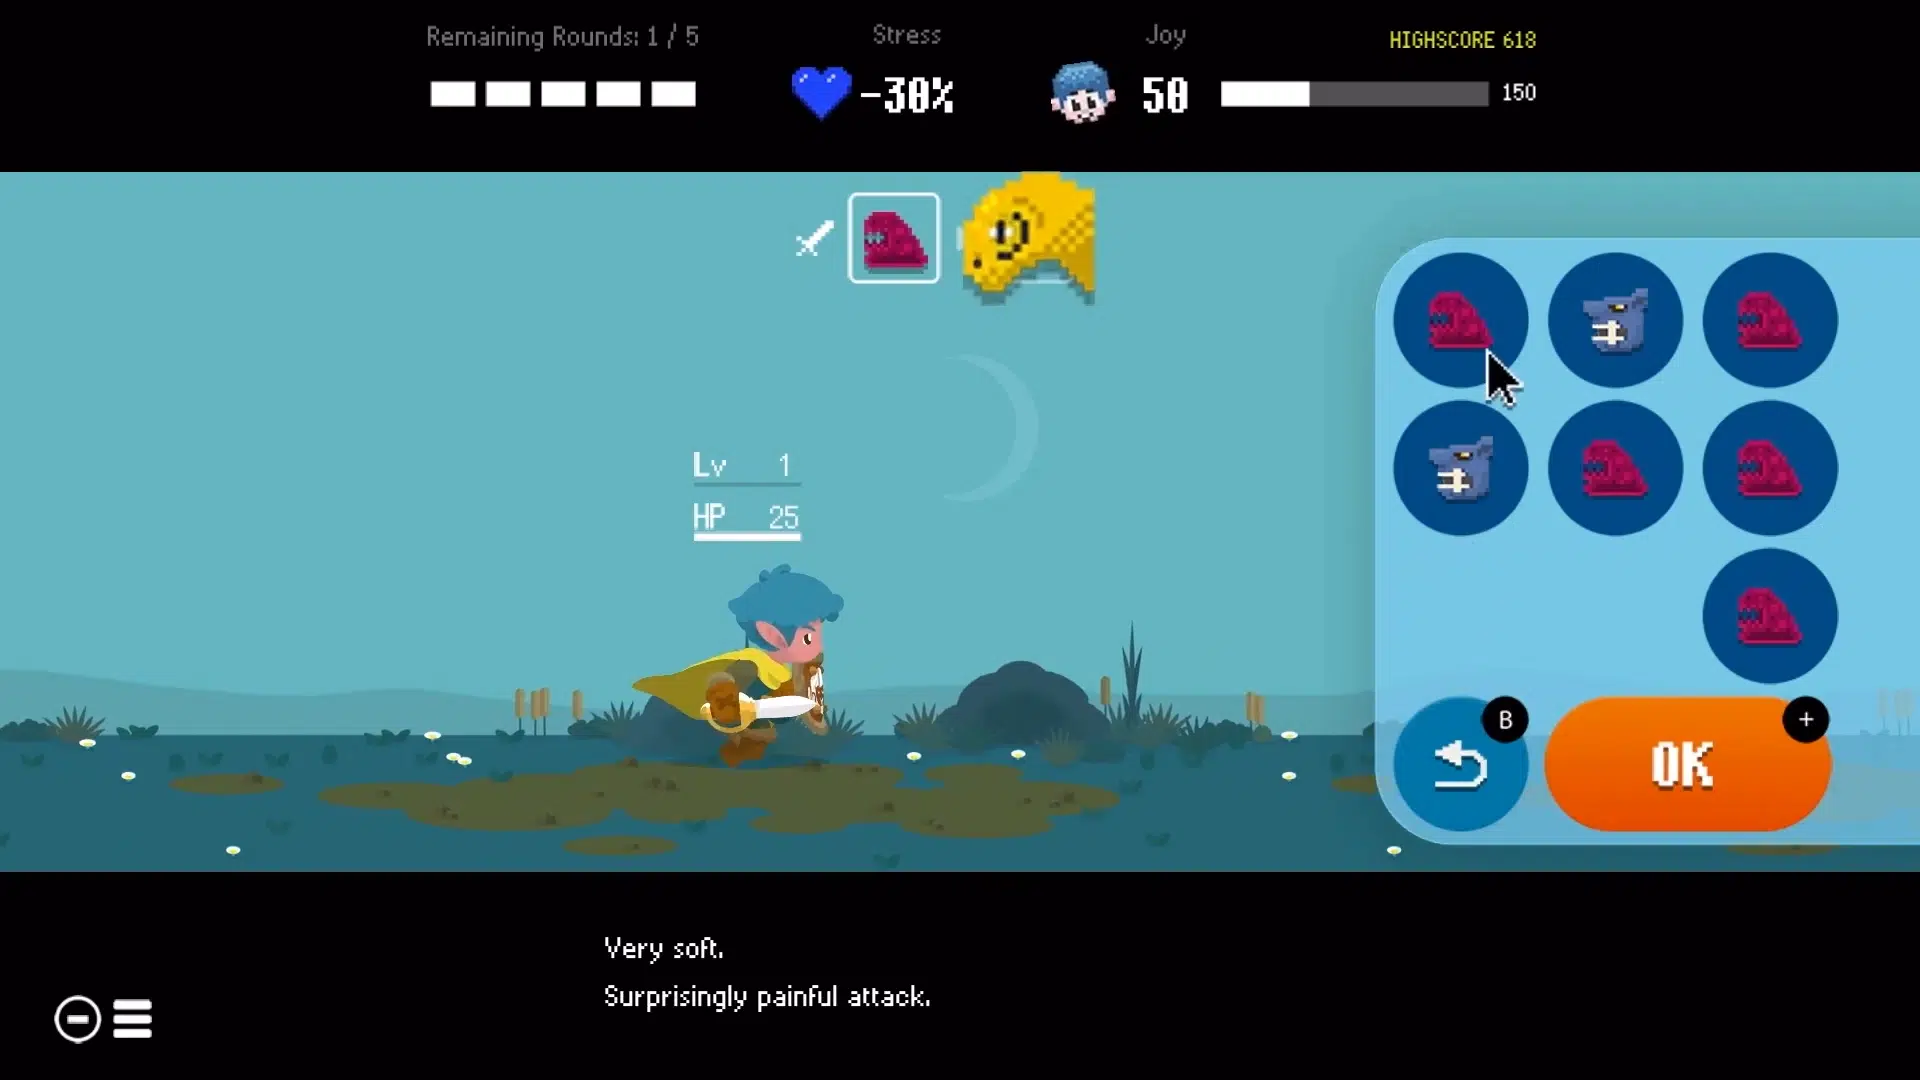 Remaining Rounds: 1 / 5
Stress
Joy
HIGHSCORE 618
-30%
50
150
Lv 1
HP 25
B
+
OK
Very soft.
Surprisingly painful attack.